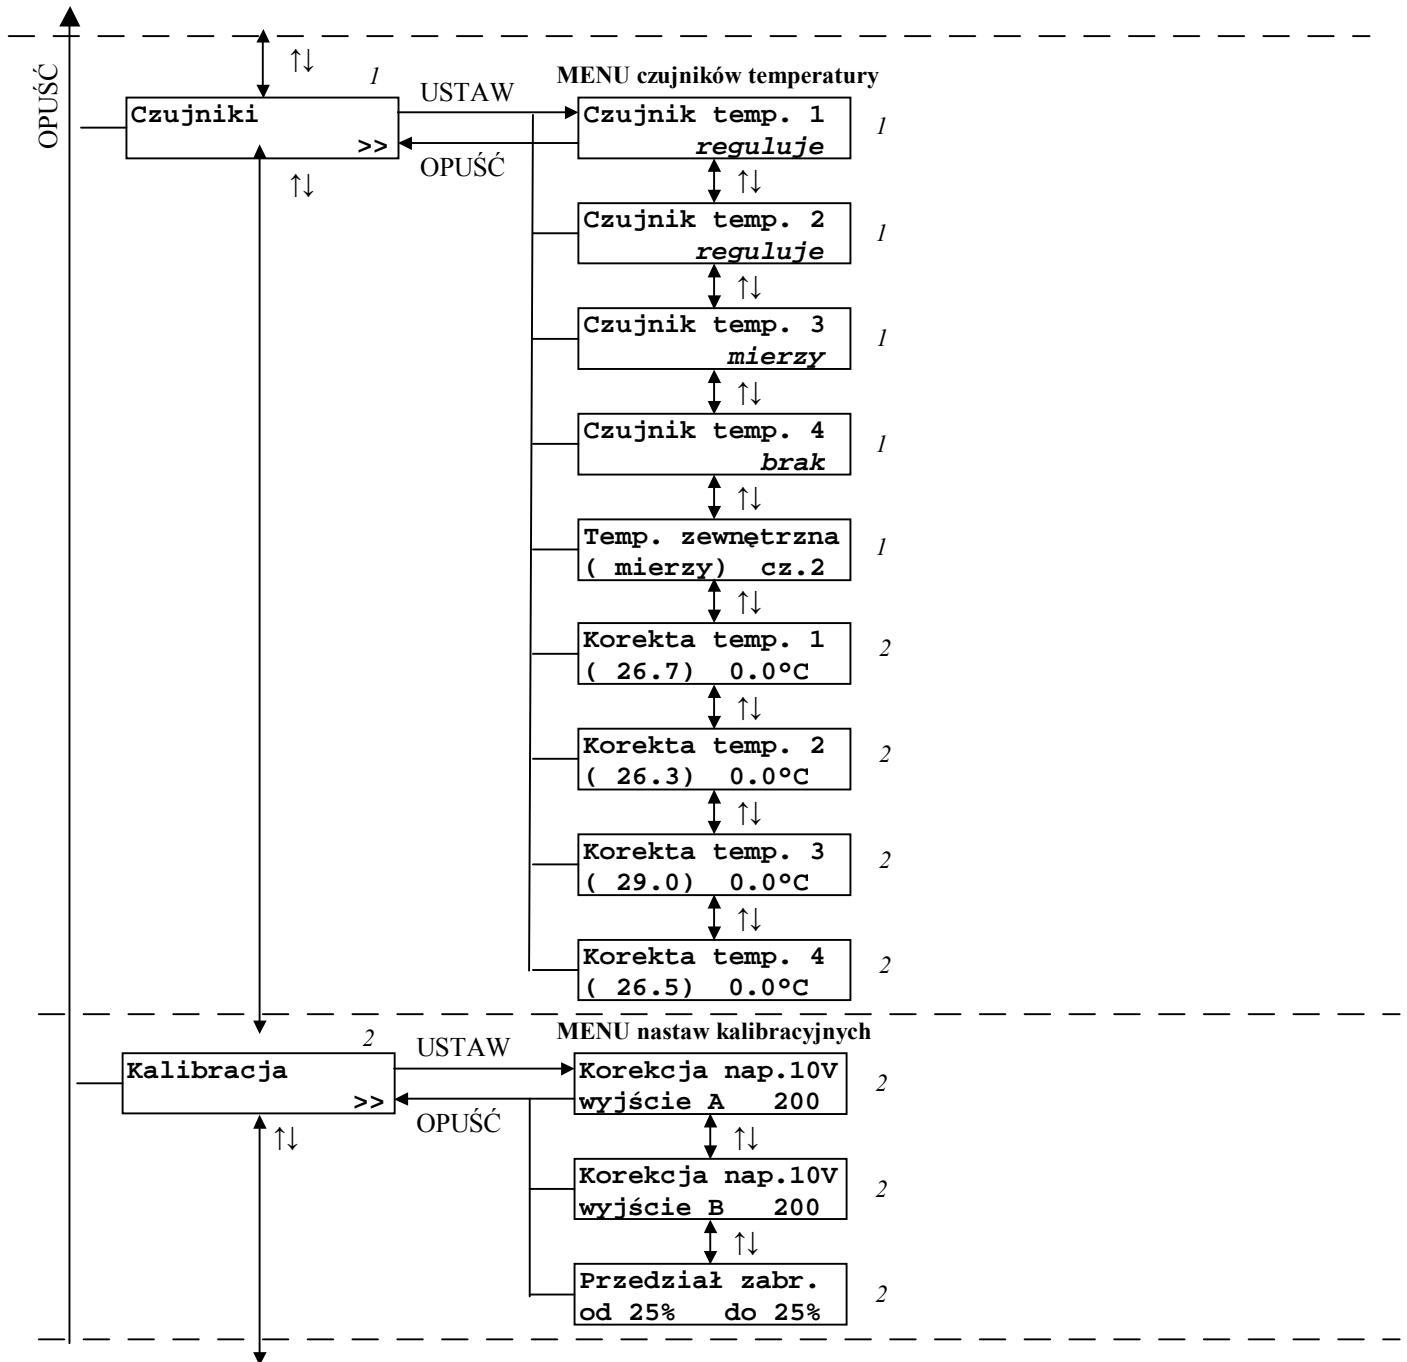 OPUŚĆ
↑↓
1
USTAW
MENU czujników temperatury
Czujniki
>>
OPUŚĆ
↑↓
Czujnik temp. 1
reguluje
1
↑↓
Czujnik temp. 2
reguluje
1
↑↓
Czujnik temp. 3
mierzy
1
↑↓
Czujnik temp. 4
brak
1
↑↓
Temp. zewnętrzna
( mierzy) cz.2
1
↑↓
Korekta temp. 1
( 26.7) 0.0°C
2
↑↓
Korekta temp. 2
( 26.3) 0.0°C
2
↑↓
Korekta temp. 3
( 29.0) 0.0°C
2
↑↓
Korekta temp. 4
( 26.5) 0.0°C
2
2
USTAW
MENU nastaw kalibracyjnych
Kalibracja
>>
OPUŚĆ
↑↓
Korekcja nap.10V
wyjście A 200
2
↑↓
Korekcja nap.10V
wyjście B 200
2
↑↓
Przedział zabr.
od 25% do 25%
2